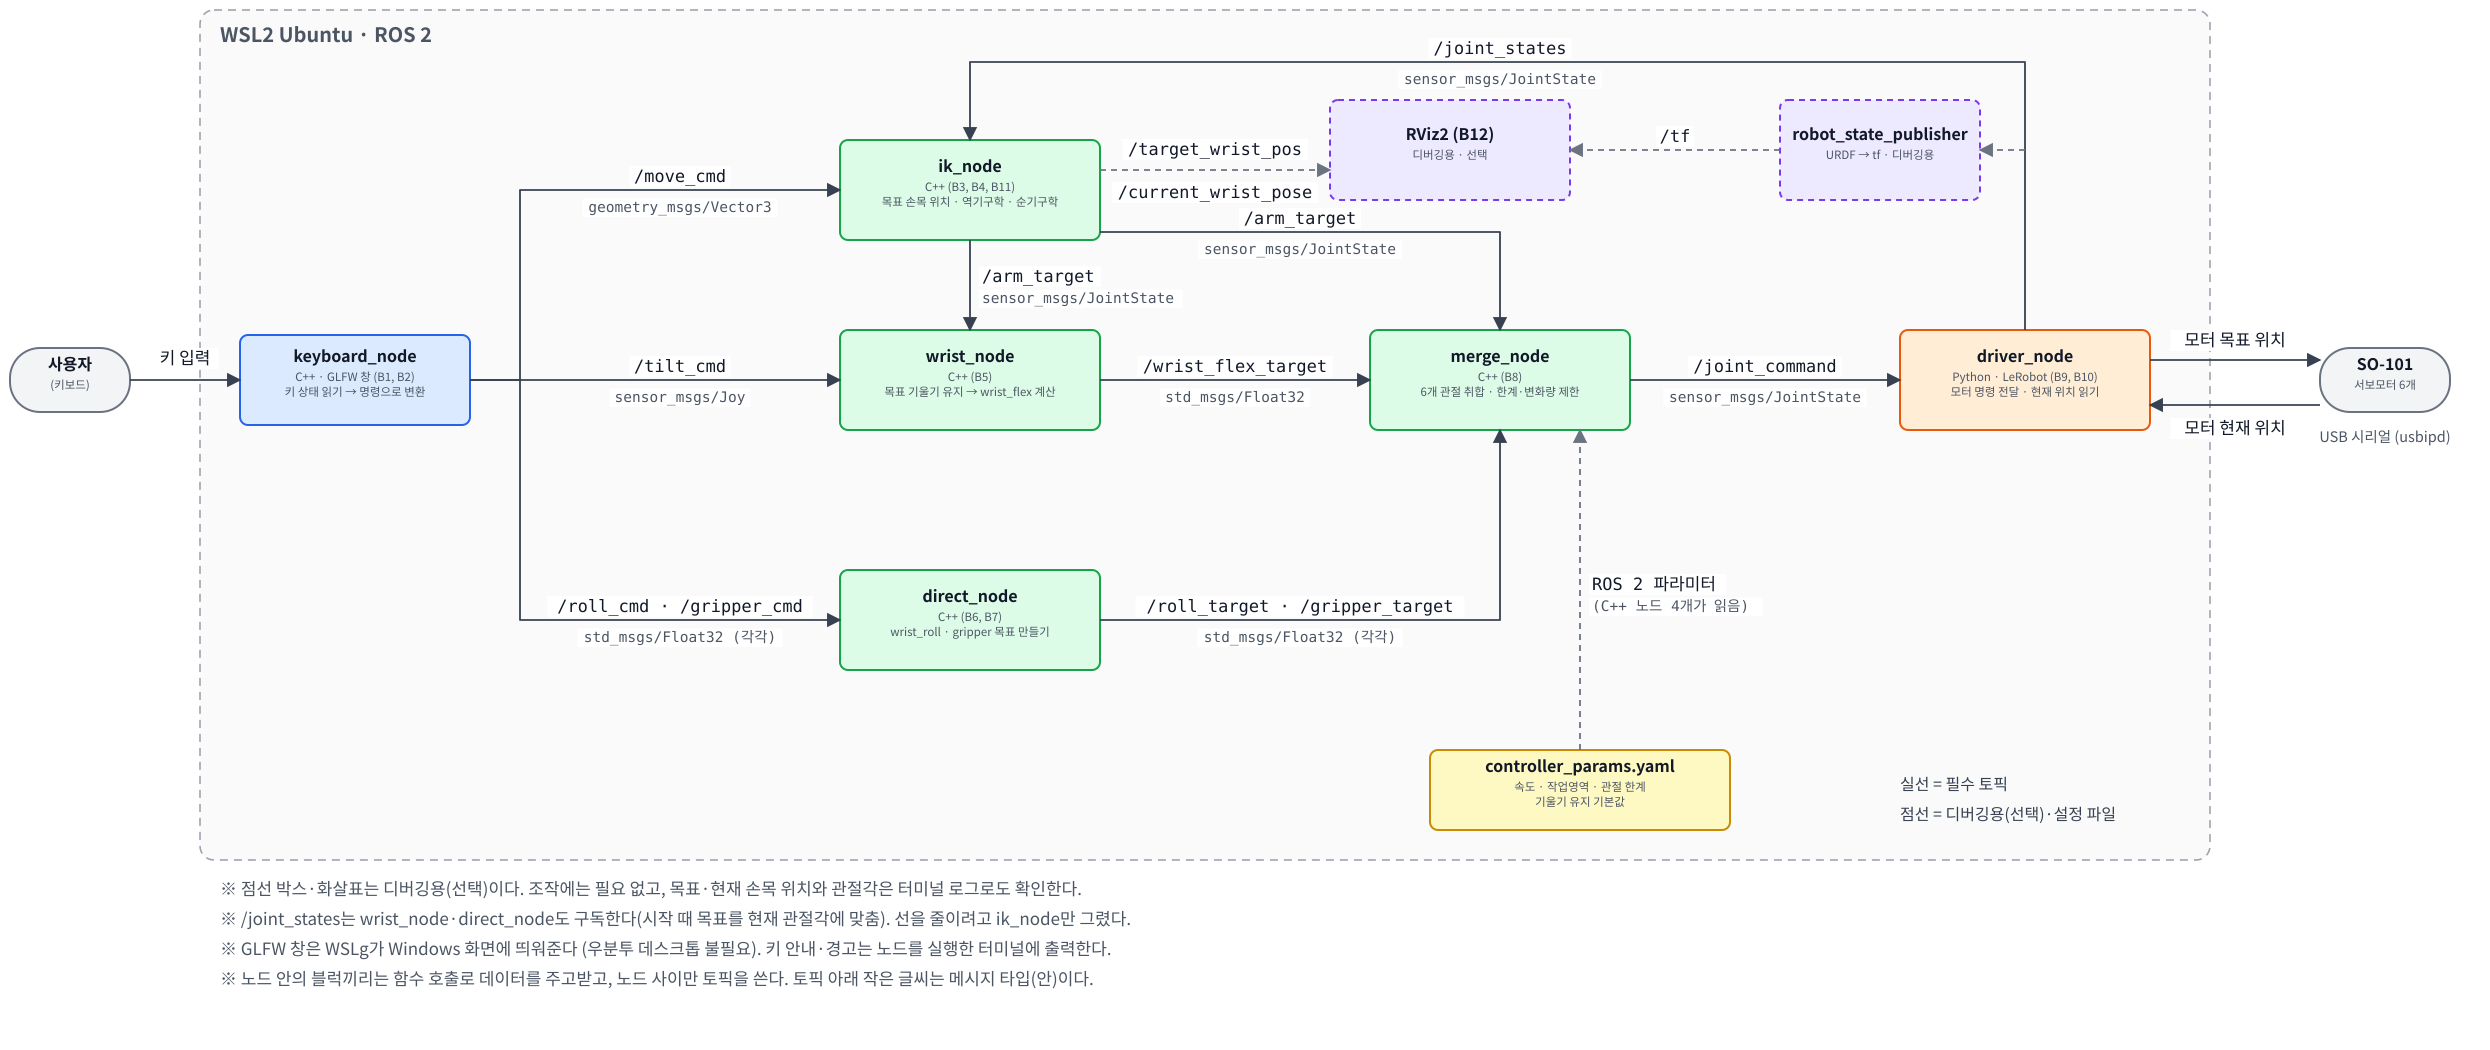 WSL2 Ubuntu · ROS 2
/joint_states
sensor_msgs/JointState
RViz2 (B12)
디버깅용 · 선택
/tf
robot_state_publisher
URDF → tf · 디버깅용
/target_wrist_pos
/current_wrist_pose
ik_node
C++ (B3, B4, B11)
목표 손목 위치 · 역기구학 · 순기구학
/move_cmd
geometry_msgs/Vector3
/arm_target
sensor_msgs/JointState
/arm_target
sensor_msgs/JointState
사용자
(키보드)
키 입력
keyboard_node
C++ · GLFW 창 (B1, B2)
키 상태 읽기 → 명령으로 변환
/tilt_cmd
sensor_msgs/Joy
wrist_node
C++ (B5)
목표 기울기 유지 → wrist_flex 계산
/wrist_flex_target
std_msgs/Float32
merge_node
C++ (B8)
6개 관절 취합 · 한계·변화량 제한
/joint_command
sensor_msgs/JointState
driver_node
Python · LeRobot (B9, B10)
모터 명령 전달 · 현재 위치 읽기
모터 목표 위치
모터 현재 위치
SO-101
서보모터 6개
USB 시리얼 (usbipd)
/roll_cmd · /gripper_cmd
std_msgs/Float32 (각각)
direct_node
C++ (B6, B7)
wrist_roll · gripper 목표 만들기
/roll_target · /gripper_target
std_msgs/Float32 (각각)
ROS 2 파라미터
(C++ 노드 4개가 읽음)
controller_params.yaml
속도 · 작업영역 · 관절 한계
기울기 유지 기본값
실선 = 필수 토픽
점선 = 디버깅용(선택)·설정 파일
※ 점선 박스·화살표는 디버깅용(선택)이다. 조작에는 필요 없고, 목표·현재 손목 위치와 관절각은 터미널 로그로도 확인한다.
※ /joint_states는 wrist_node·direct_node도 구독한다(시작 때 목표를 현재 관절각에 맞춤). 선을 줄이려고 ik_node만 그렸다.
※ GLFW 창은 WSLg가 Windows 화면에 띄워준다 (우분투 데스크톱 불필요). 키 안내·경고는 노드를 실행한 터미널에 출력한다.
※ 노드 안의 블럭끼리는 함수 호출로 데이터를 주고받고, 노드 사이만 토픽을 쓴다. 토픽 아래 작은 글씨는 메시지 타입(안)이다.